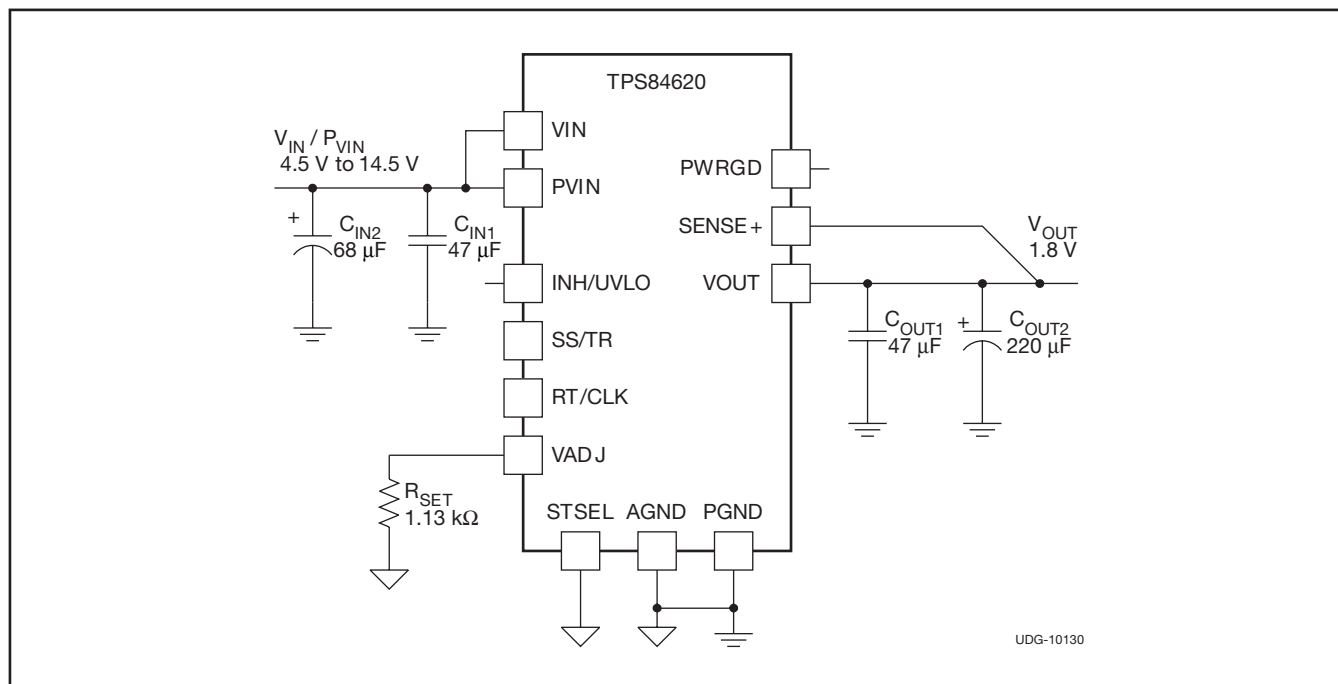 TPS84620
VIN
V_IN / P_VIN
4.5 V to 14.5 V
PWRGD
PVIN
+
C_IN2
68 µF
C_IN1
47 µF
SENSE+
V_OUT
1.8 V
INH/UVLO
VOUT
C_OUT1
47 µF
+
C_OUT2
220 µF
SS/TR
RT/CLK
VADJ
R_SET
1.13 kΩ
STSEL
AGND
PGND
UDG-10130